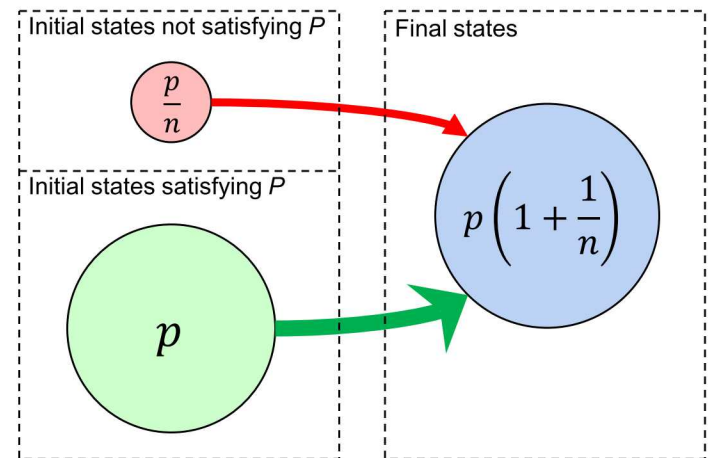 Initial states not satisfying P
p/n
Initial states satisfying P
p
Final states
p(1 + 1/n)